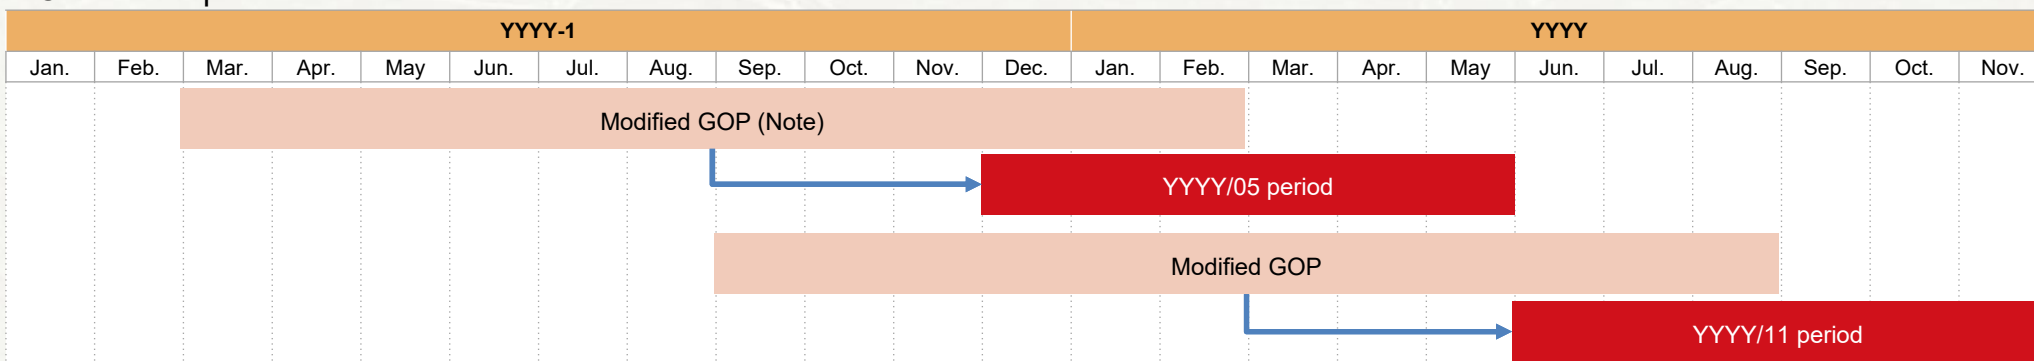 YYYY-1 YYYY
Jan. Feb. Mar. Apr. May Jun. Jul. Aug. Sep. Oct. Nov. Dec. Jan. Feb. Mar. Apr. May Jun. Jul. Aug. Sep. Oct. Nov.
Modified GOP (Note)
YYYY/05 period
Modified GOP
YYYY/11 period